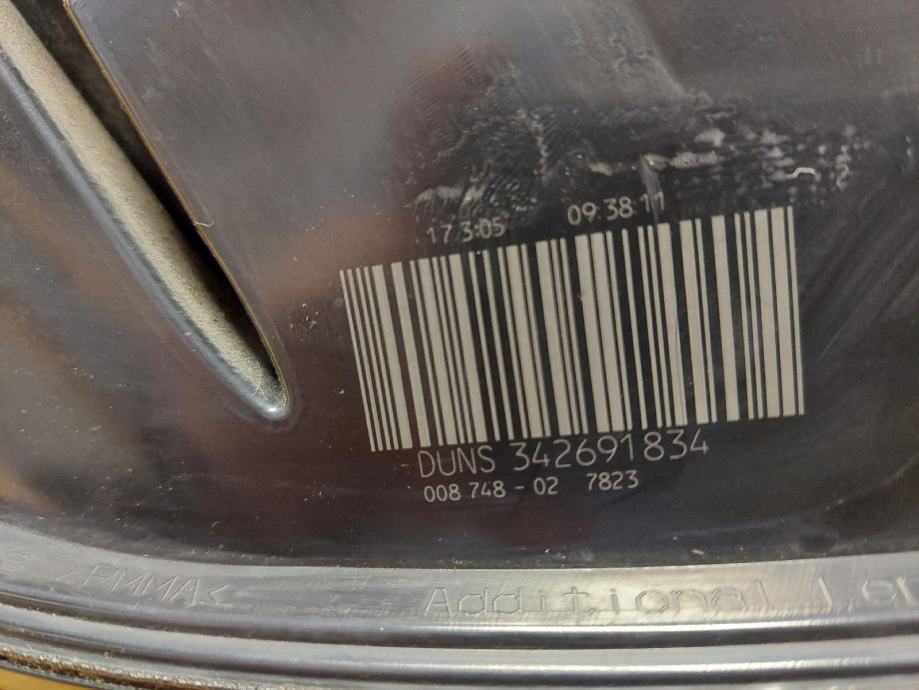 17 3:05 09 38 11
DUNS 342691834
008 748 - 02 7823
>PMMA< Additional